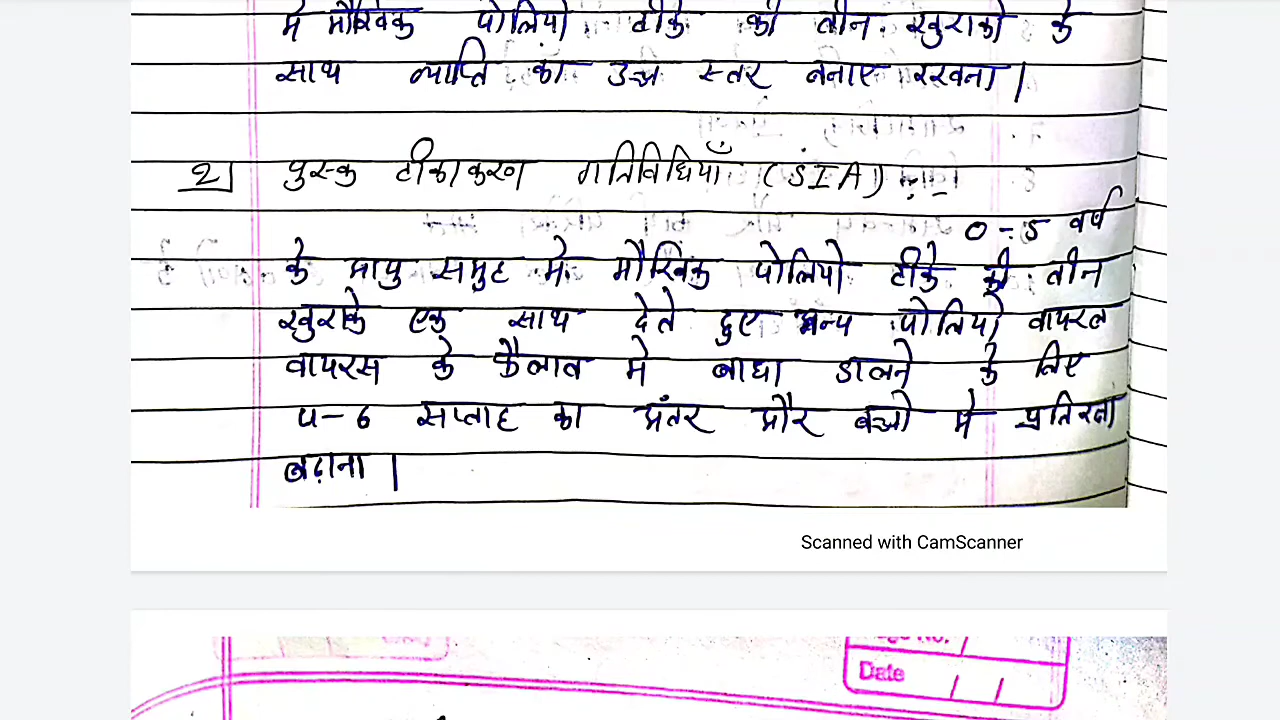 में मौखिक पोलियो टीके की तीन खुराको के
साथ व्याप्ति का उच्च स्तर बनाए रखना।
2) पुरक टीकाकरण गतिविधियाँ (SIA)
0-5 वर्ष
के आयु समुह में मौखिक पोलियो टीके की तीन
खुराके एक साथ देते हुए अन्य पोलियो वायरल
वायरस के फैलाव मे बाधा डालने के लिए
4-6 सप्ताह का अंतर और बच्चो मे प्रतिरक्षा
बढ़ाना।
Scanned with CamScanner
Date / /